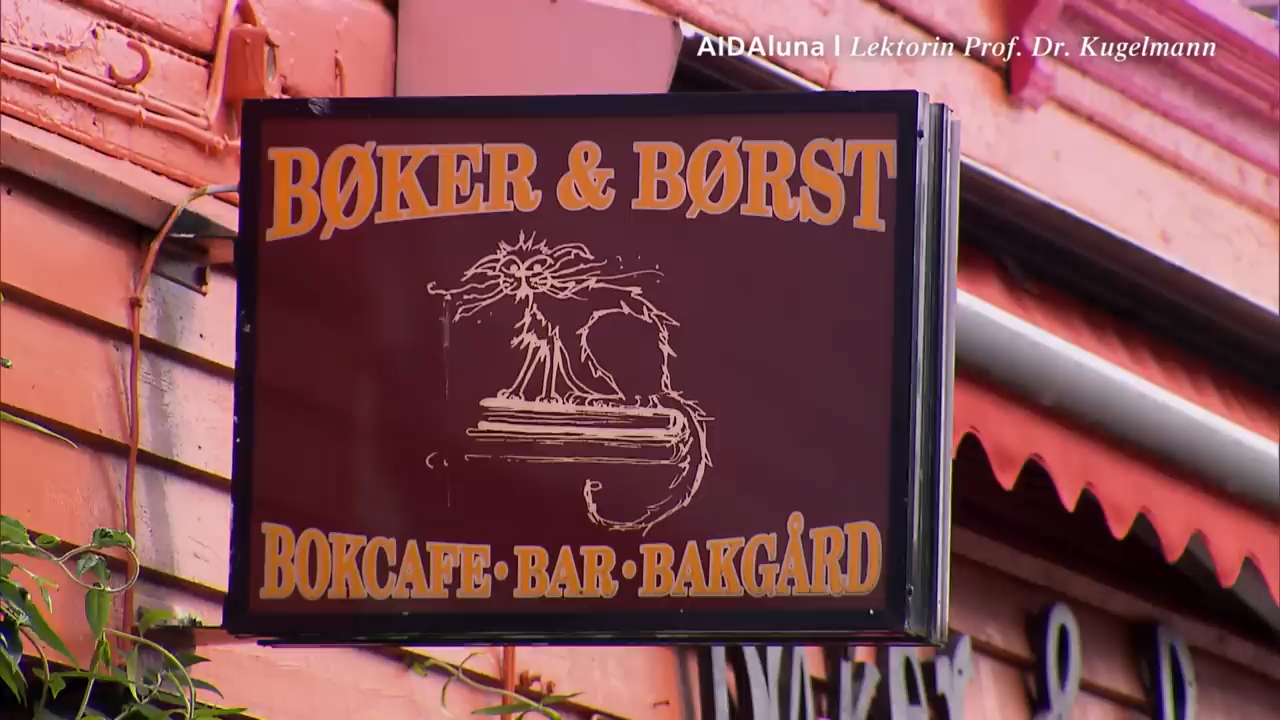 AIDAluna | Lektorin Prof. Dr. Kugelmann
BØKER & BØRST
BOKCAFE·BAR·BAKGÅRD